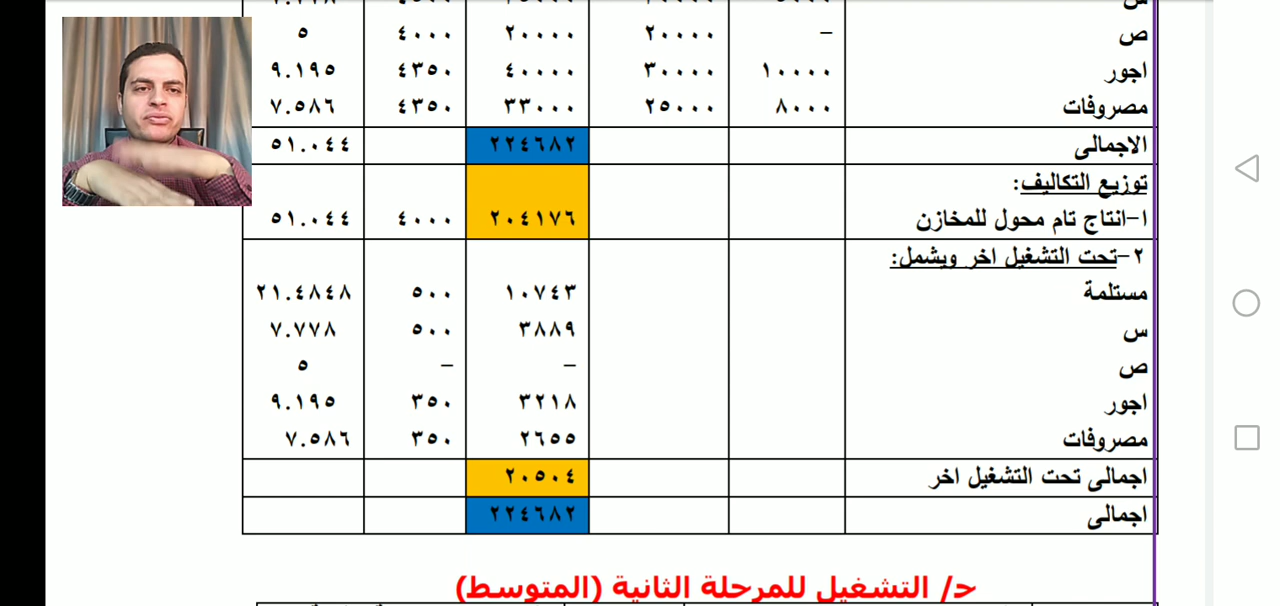 ص – ٢٠٠٠٠ ٢٠٠٠٠ ٤٠٠٠ ٥
اجور ١٠٠٠٠ ٣٠٠٠٠ ٤٠٠٠٠ ٤٣٥٠ ٩.١٩٥
مصروفات ٨٠٠٠ ٢٥٠٠٠ ٣٣٠٠٠ ٤٣٥٠ ٧.٥٨٦
الاجمالى ٢٢٤٦٨٢ ٥١.٠٤٤
توزيع التكاليف:
١-انتاج تام محول للمخازن ٢٠٤١٧٦ ٤٠٠٠ ٥١.٠٤٤
٢-تحت التشغيل اخر ويشمل:
مستلمة ١٠٧٤٣ ٥٠٠ ٢١.٤٨٤٨
س ٣٨٨٩ ٥٠٠ ٧.٧٧٨
ص – – ٥
اجور ٣٢١٨ ٣٥٠ ٩.١٩٥
مصروفات ٢٦٥٥ ٣٥٠ ٧.٥٨٦
اجمالى تحت التشغيل اخر ٢٠٥٠٤
اجمالى ٢٢٤٦٨٢
ح/ التشغيل للمرحلة الثانية (المتوسط)